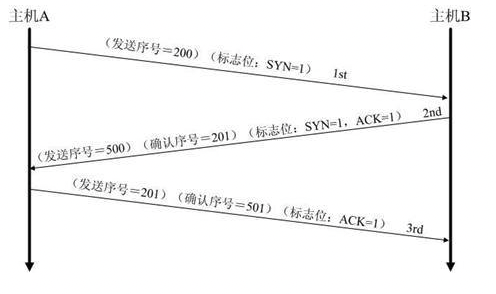 主机A
主机B
（发送序号＝200）（标志位：SYN=1） 1st
2nd
（发送序号＝500）（确认序号＝201）（标志位：SYN=1，ACK=1）
（发送序号＝201）（确认序号＝501）（标志位：ACK=1） 3rd